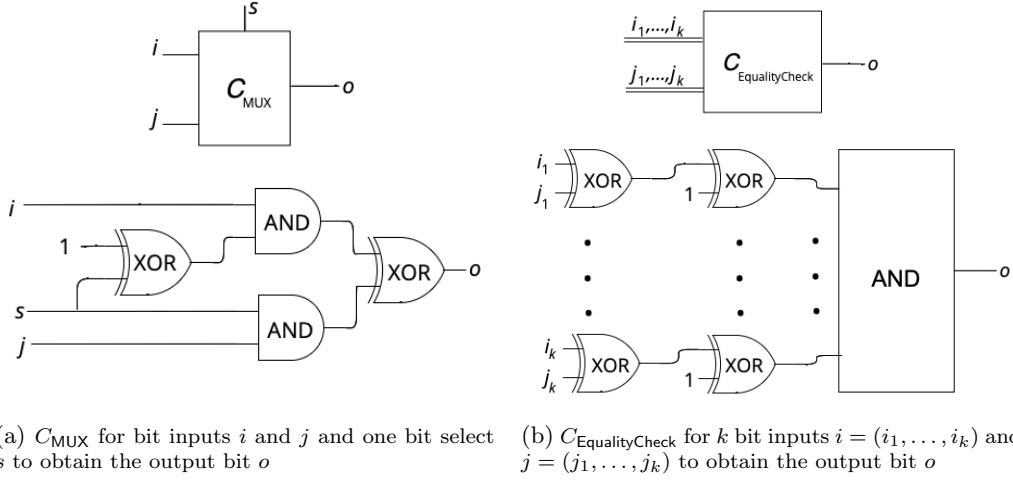 s
i
j
C_MUX
o
i
1
XOR
AND
s
j
AND
XOR
o
(a) C_MUX for bit inputs i and j and one bit select
s to obtain the output bit o
i_1,...,i_k
j_1,...,j_k
C_EqualityCheck
o
i_1
j_1
XOR
1
XOR
i_k
j_k
XOR
1
XOR
AND
o
(b) C_EqualityCheck for k bit inputs i = (i_1, . . . , i_k) and
j = (j_1, . . . , j_k) to obtain the output bit o